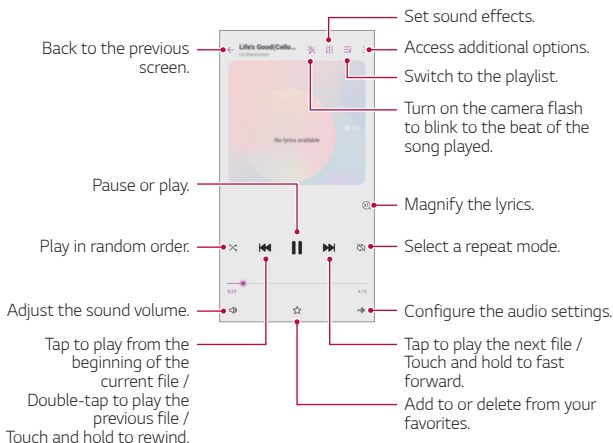 Set sound effects.
Back to the previous
screen.
Life's Good(Cello...
LG Electronics
Access additional options.
Switch to the playlist.
Turn on the camera flash
to blink to the beat of the
song played.
No lyrics available
Pause or play.
Magnify the lyrics.
Play in random order.
Select a repeat mode.
0:29
4:10
Adjust the sound volume.
Configure the audio settings.
Tap to play from the
beginning of the
current file /
Double-tap to play the
previous file /
Touch and hold to rewind.
Tap to play the next file /
Touch and hold to fast
forward.
Add to or delete from your
favorites.